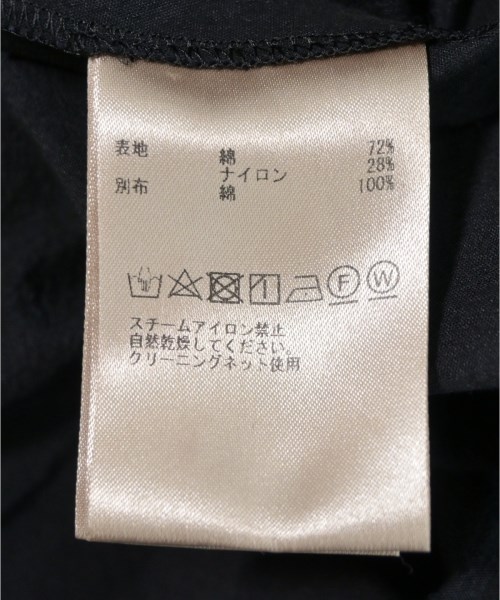 表地 綿 72%
ナイロン 28%
別布 綿 100%
F W
スチームアイロン禁止
自然乾燥してください。
クリーニングネット使用